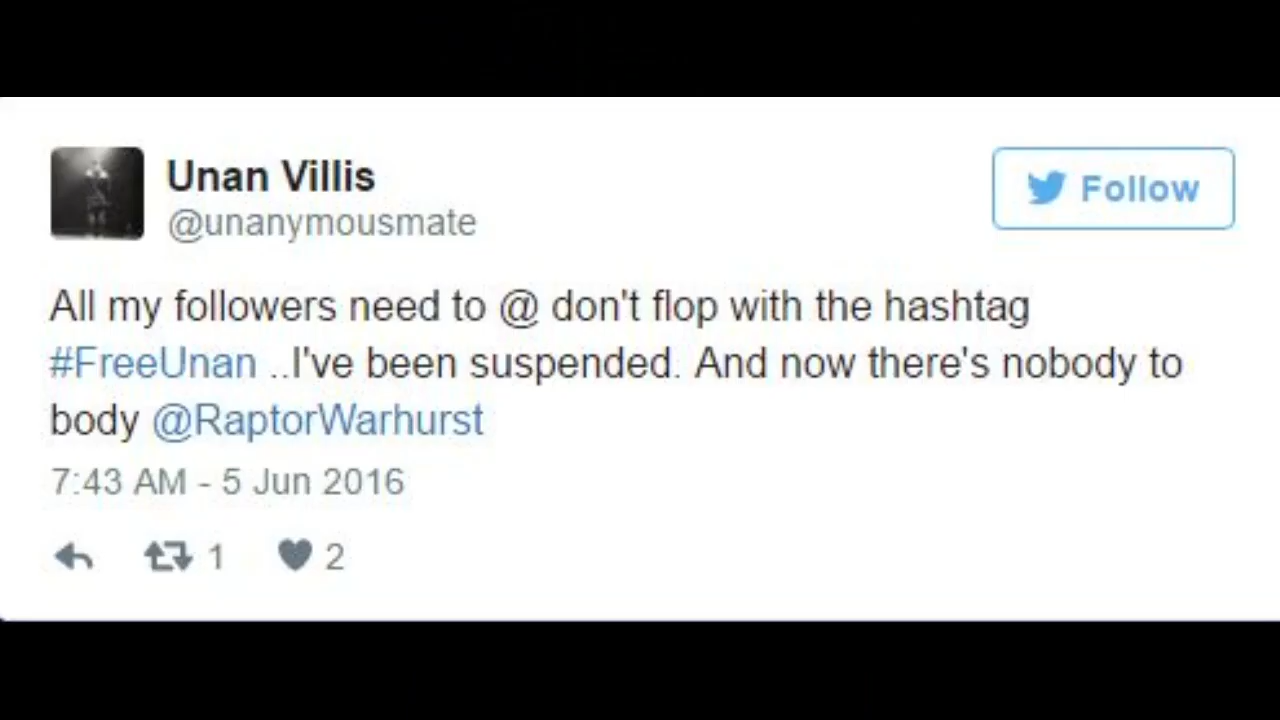 Unan Villis
@unanymousmate
Follow
All my followers need to @ don't flop with the hashtag
#FreeUnan ..I've been suspended. And now there's nobody to
body @RaptorWarhurst
7:43 AM - 5 Jun 2016
1 2